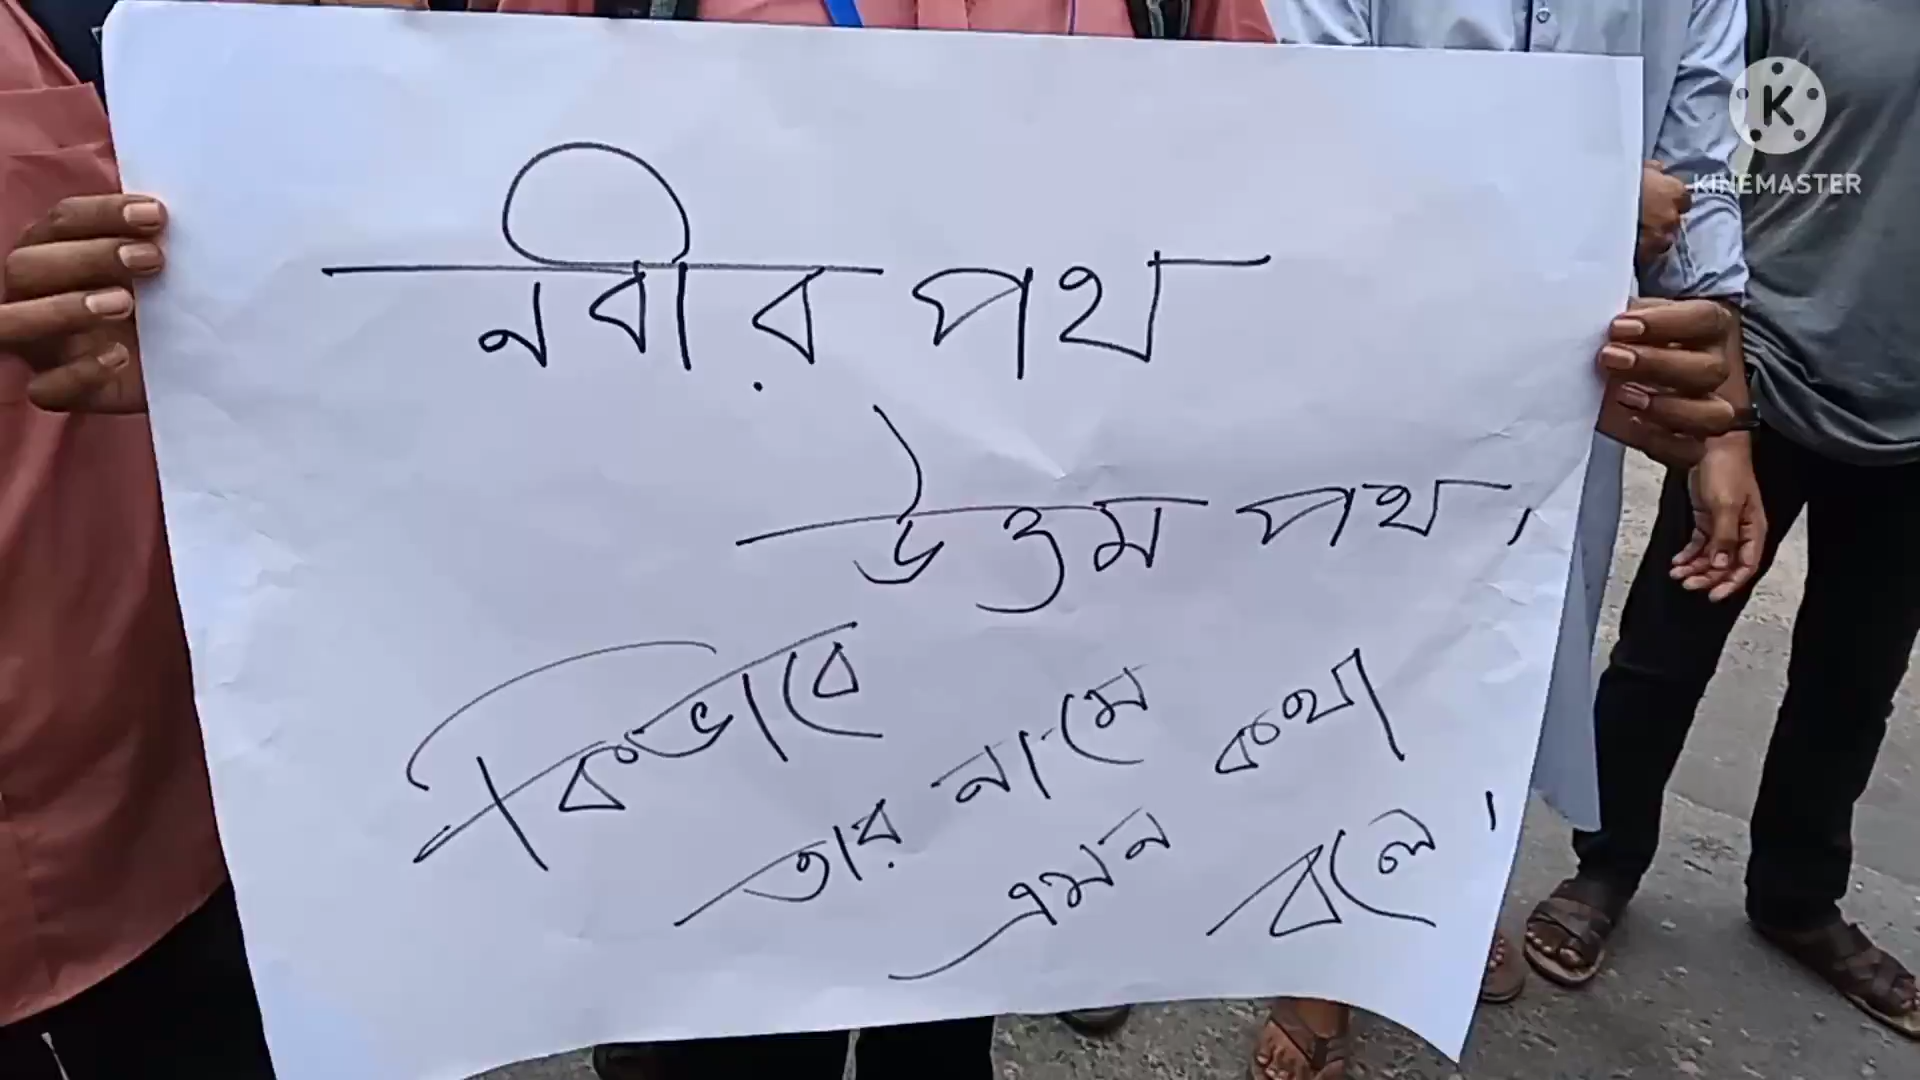 নবীর পথ
উত্তম পথ।
কিভাবে
তার নামে কথা
এমন বলে।
K
KINEMASTER